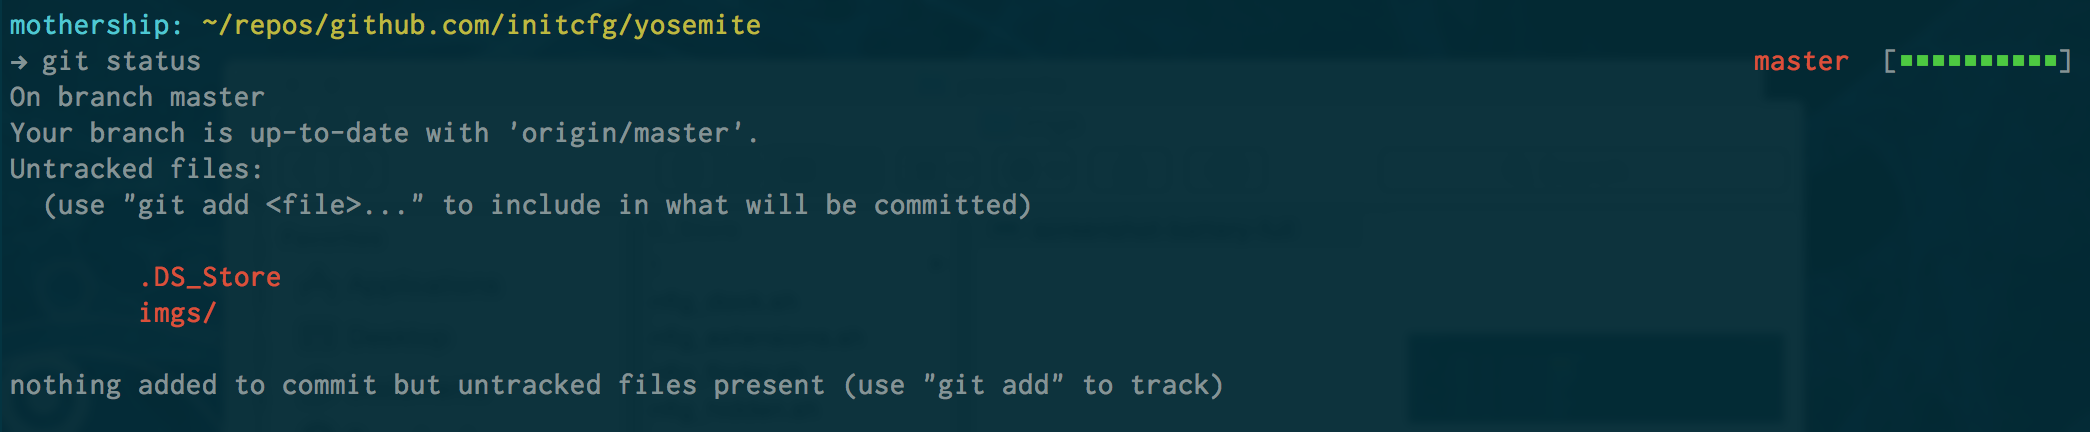 mothership: ~/repos/github.com/initcfg/yosemite
→ git status master [▪▪▪▪▪▪▪▪▪▪]
On branch master
Your branch is up-to-date with 'origin/master'.
Untracked files:
  (use "git add <file>..." to include in what will be committed)
        .DS_Store
        imgs/
nothing added to commit but untracked files present (use "git add" to track)